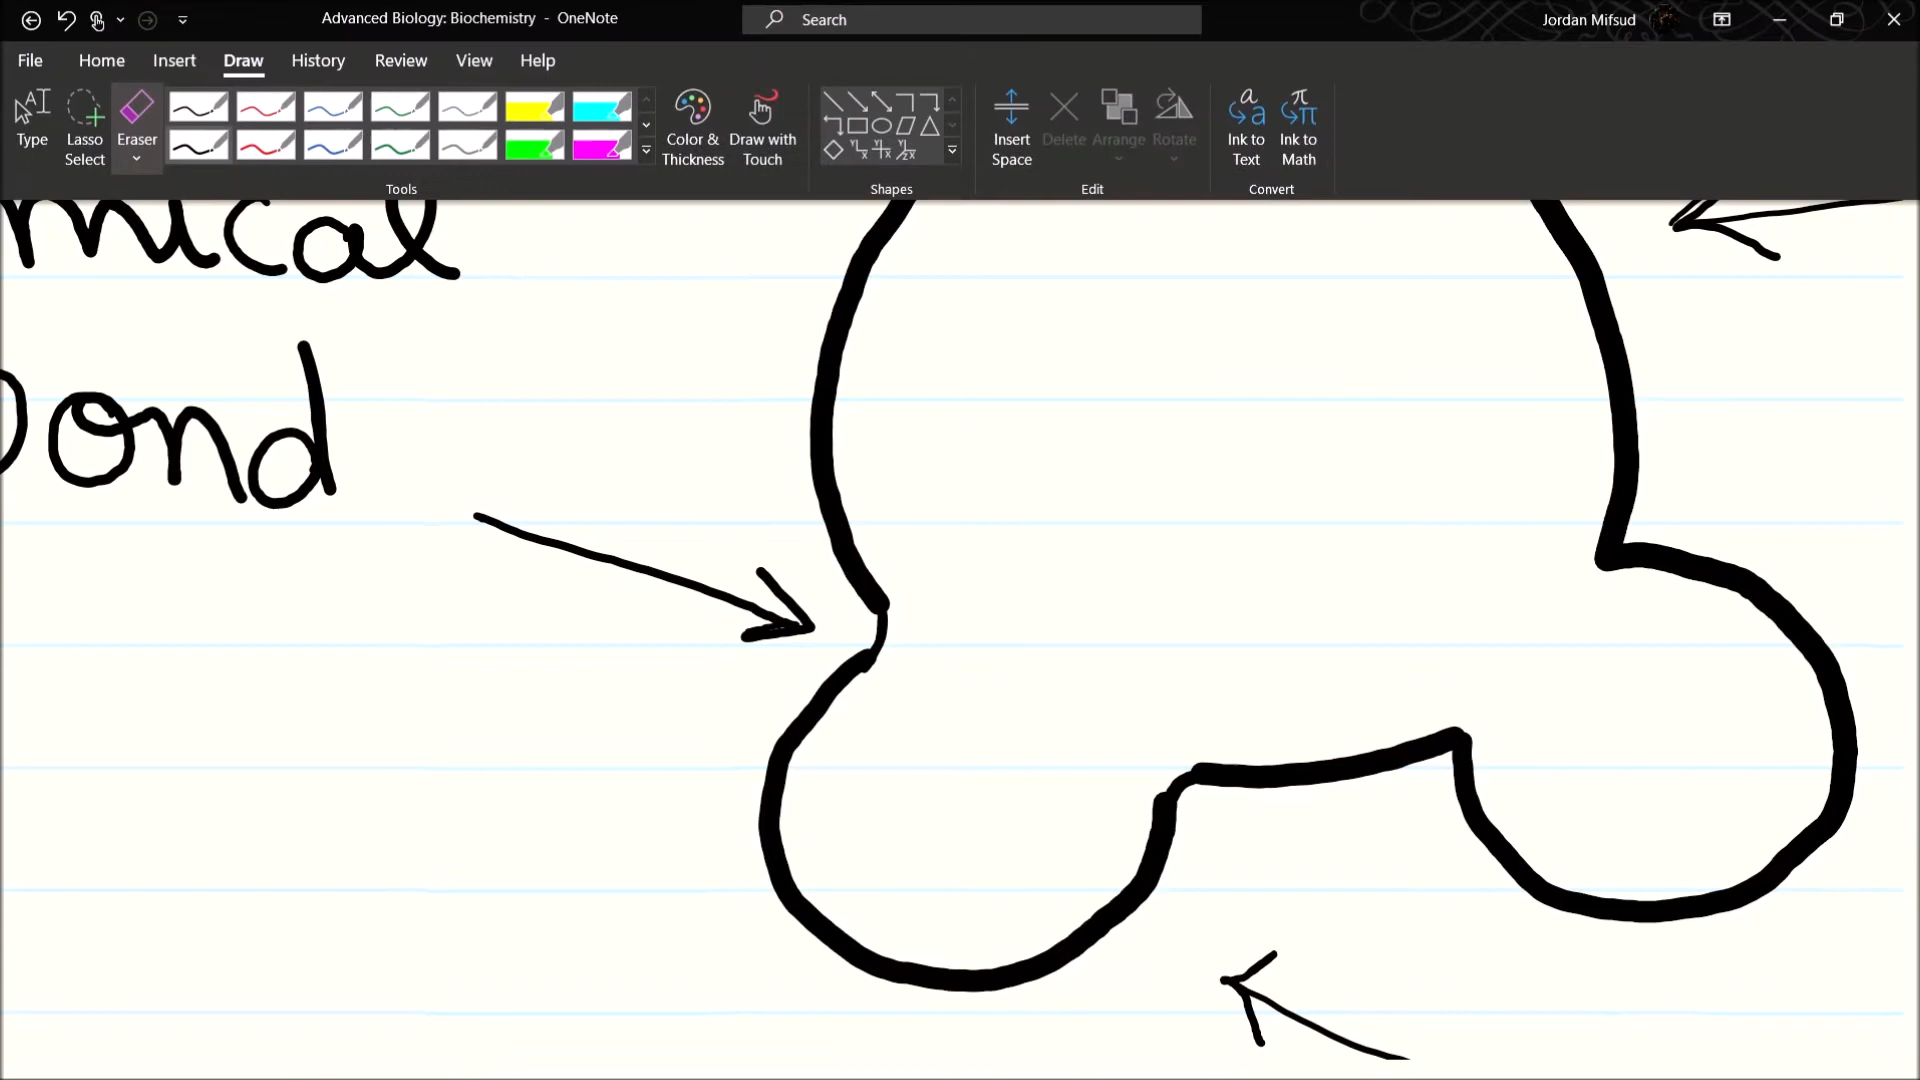 Advanced Biology: Biochemistry - OneNote
Search
Jordan Mifsud
File Home Insert Draw History Review View Help
Type
Lasso Select
Eraser
Color & Thickness
Draw with Touch
Insert Space
Delete
Arrange
Rotate
Ink to Text
Ink to Math
Tools
Shapes
Edit
Convert
mical
ond